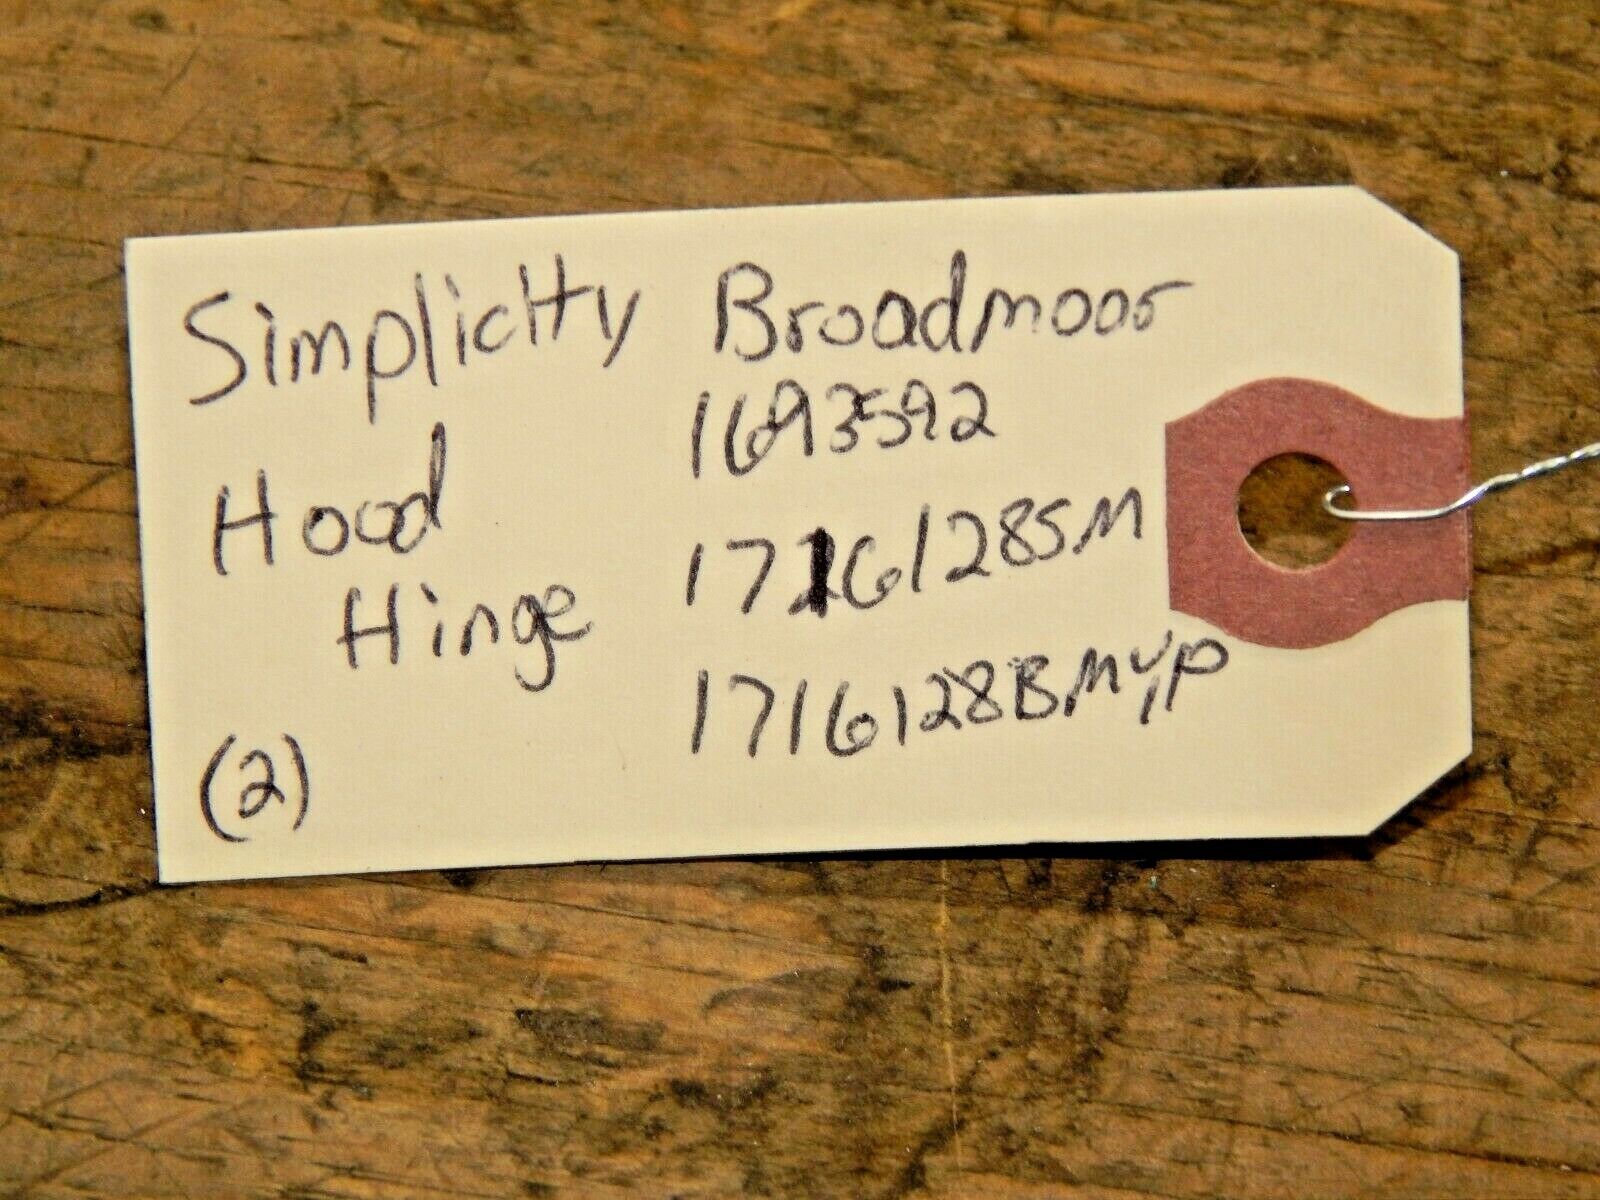 Simplicity Broadmoor
1693592
Hood
1716128SM
Hinge
1716128BMYP
(2)